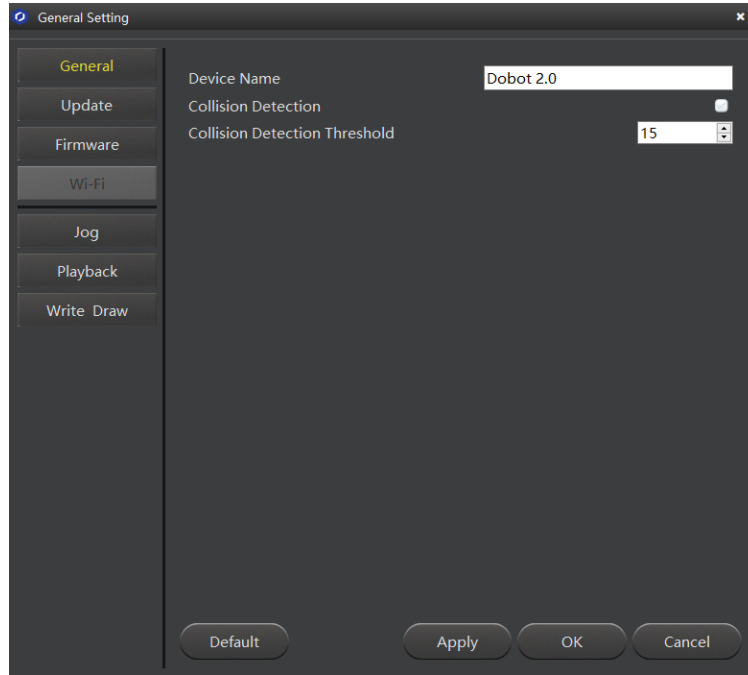 General Setting
General
Update
Firmware
Wi-Fi
Jog
Playback
Write Draw
Device Name Dobot 2.0
Collision Detection
Collision Detection Threshold 15
Default Apply OK Cancel